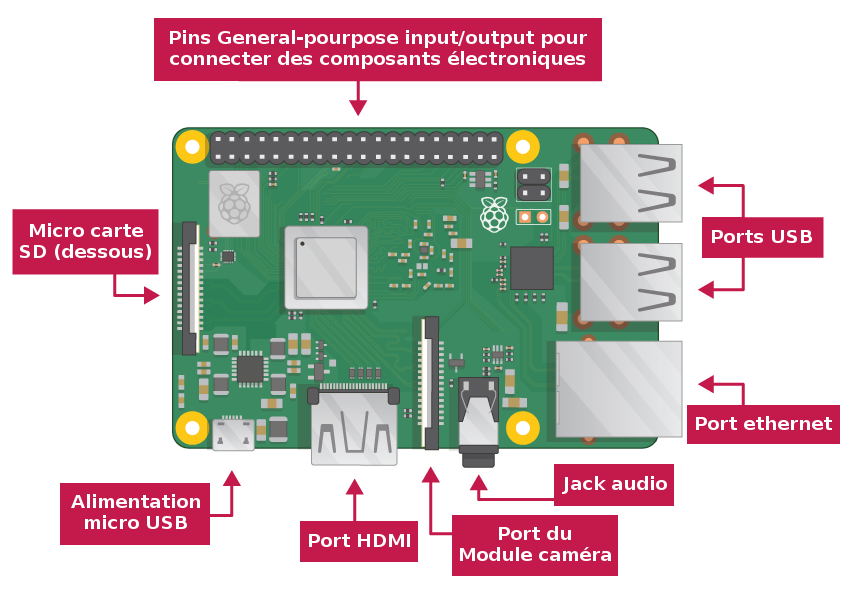 Pins General-pourpose input/output pour
connecter des composants électroniques
Micro carte
SD (dessous)
Ports USB
Port ethernet
Jack audio
Alimentation
micro USB
Port HDMI
Port du
Module caméra